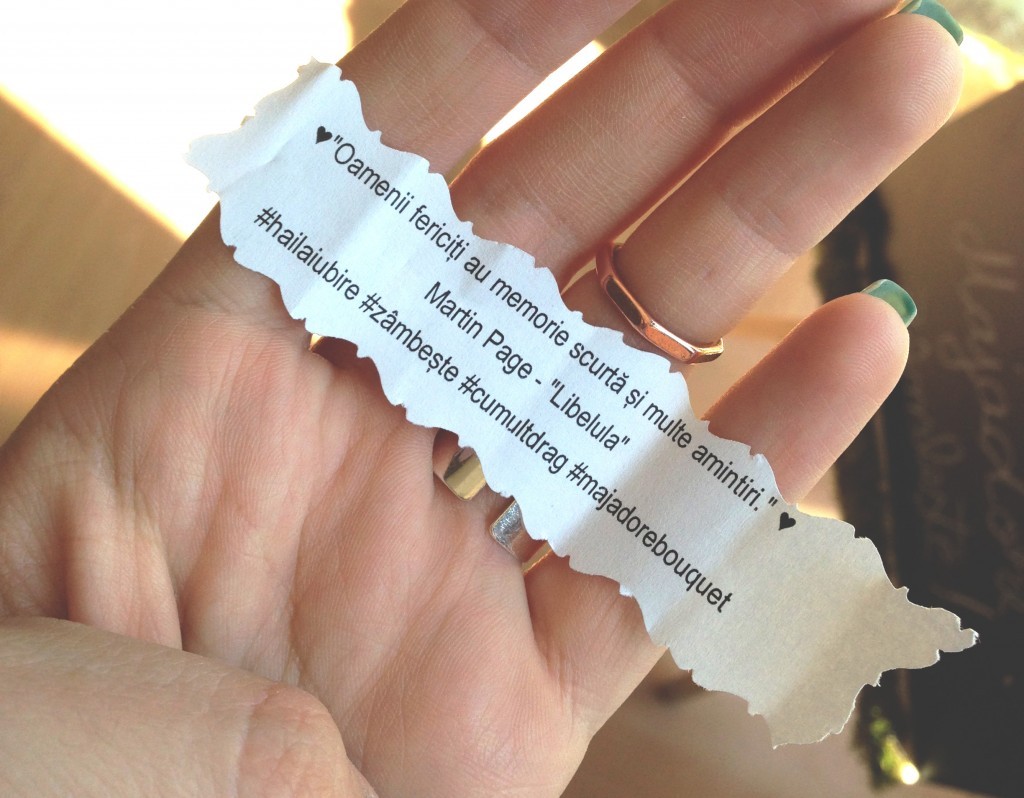 ♥"Oamenii fericiți au memorie scurtă și multe amintiri." ♥
Martin Page - "Libelula"
#hailaiubire #zâmbește #cumultdrag #majadorebouquet